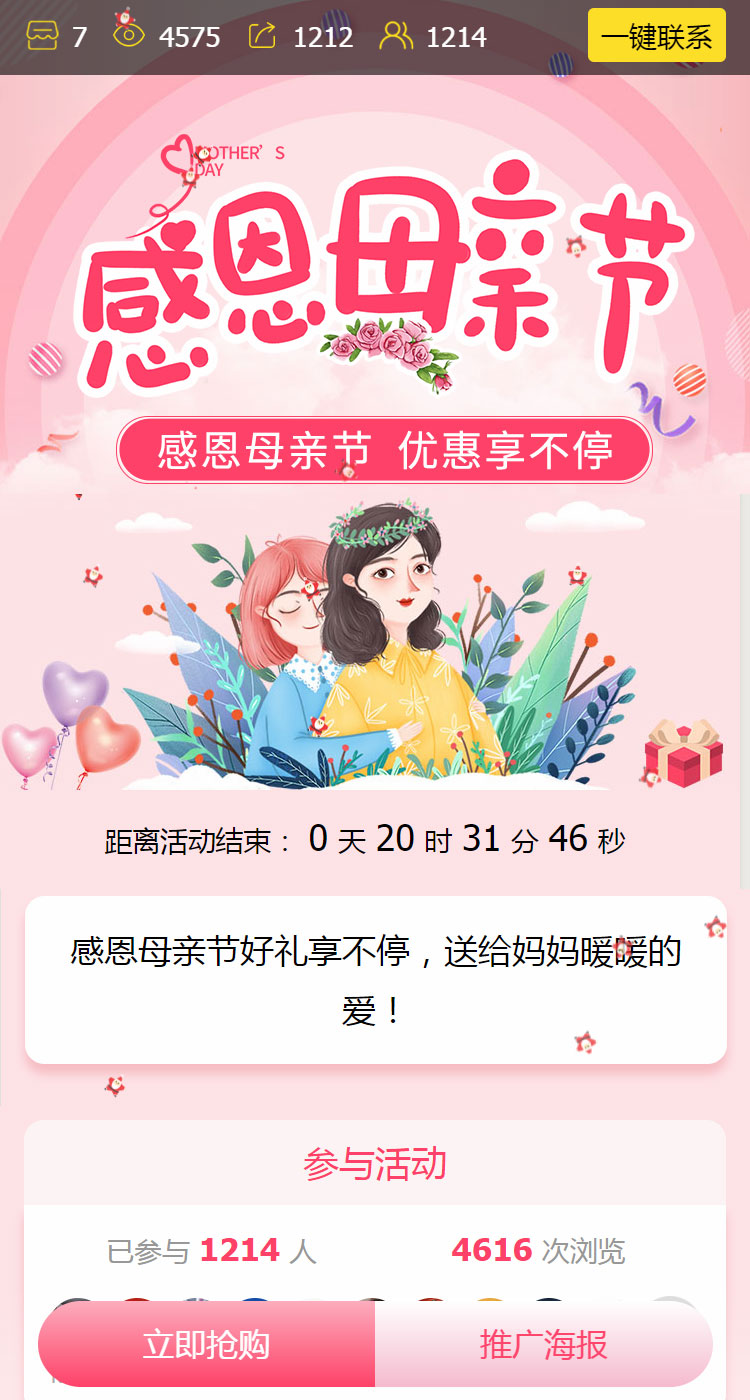 7 4575 1212 1214 一键联系
MOTHER'S
DAY
感恩母亲节
感恩母亲节 优惠享不停
距离活动结束： 0 天 20 时 31 分 46 秒
感恩母亲节好礼享不停，送给妈妈暖暖的
爱！
参与活动
已参与 1214 人 4616 次浏览
立即抢购 推广海报